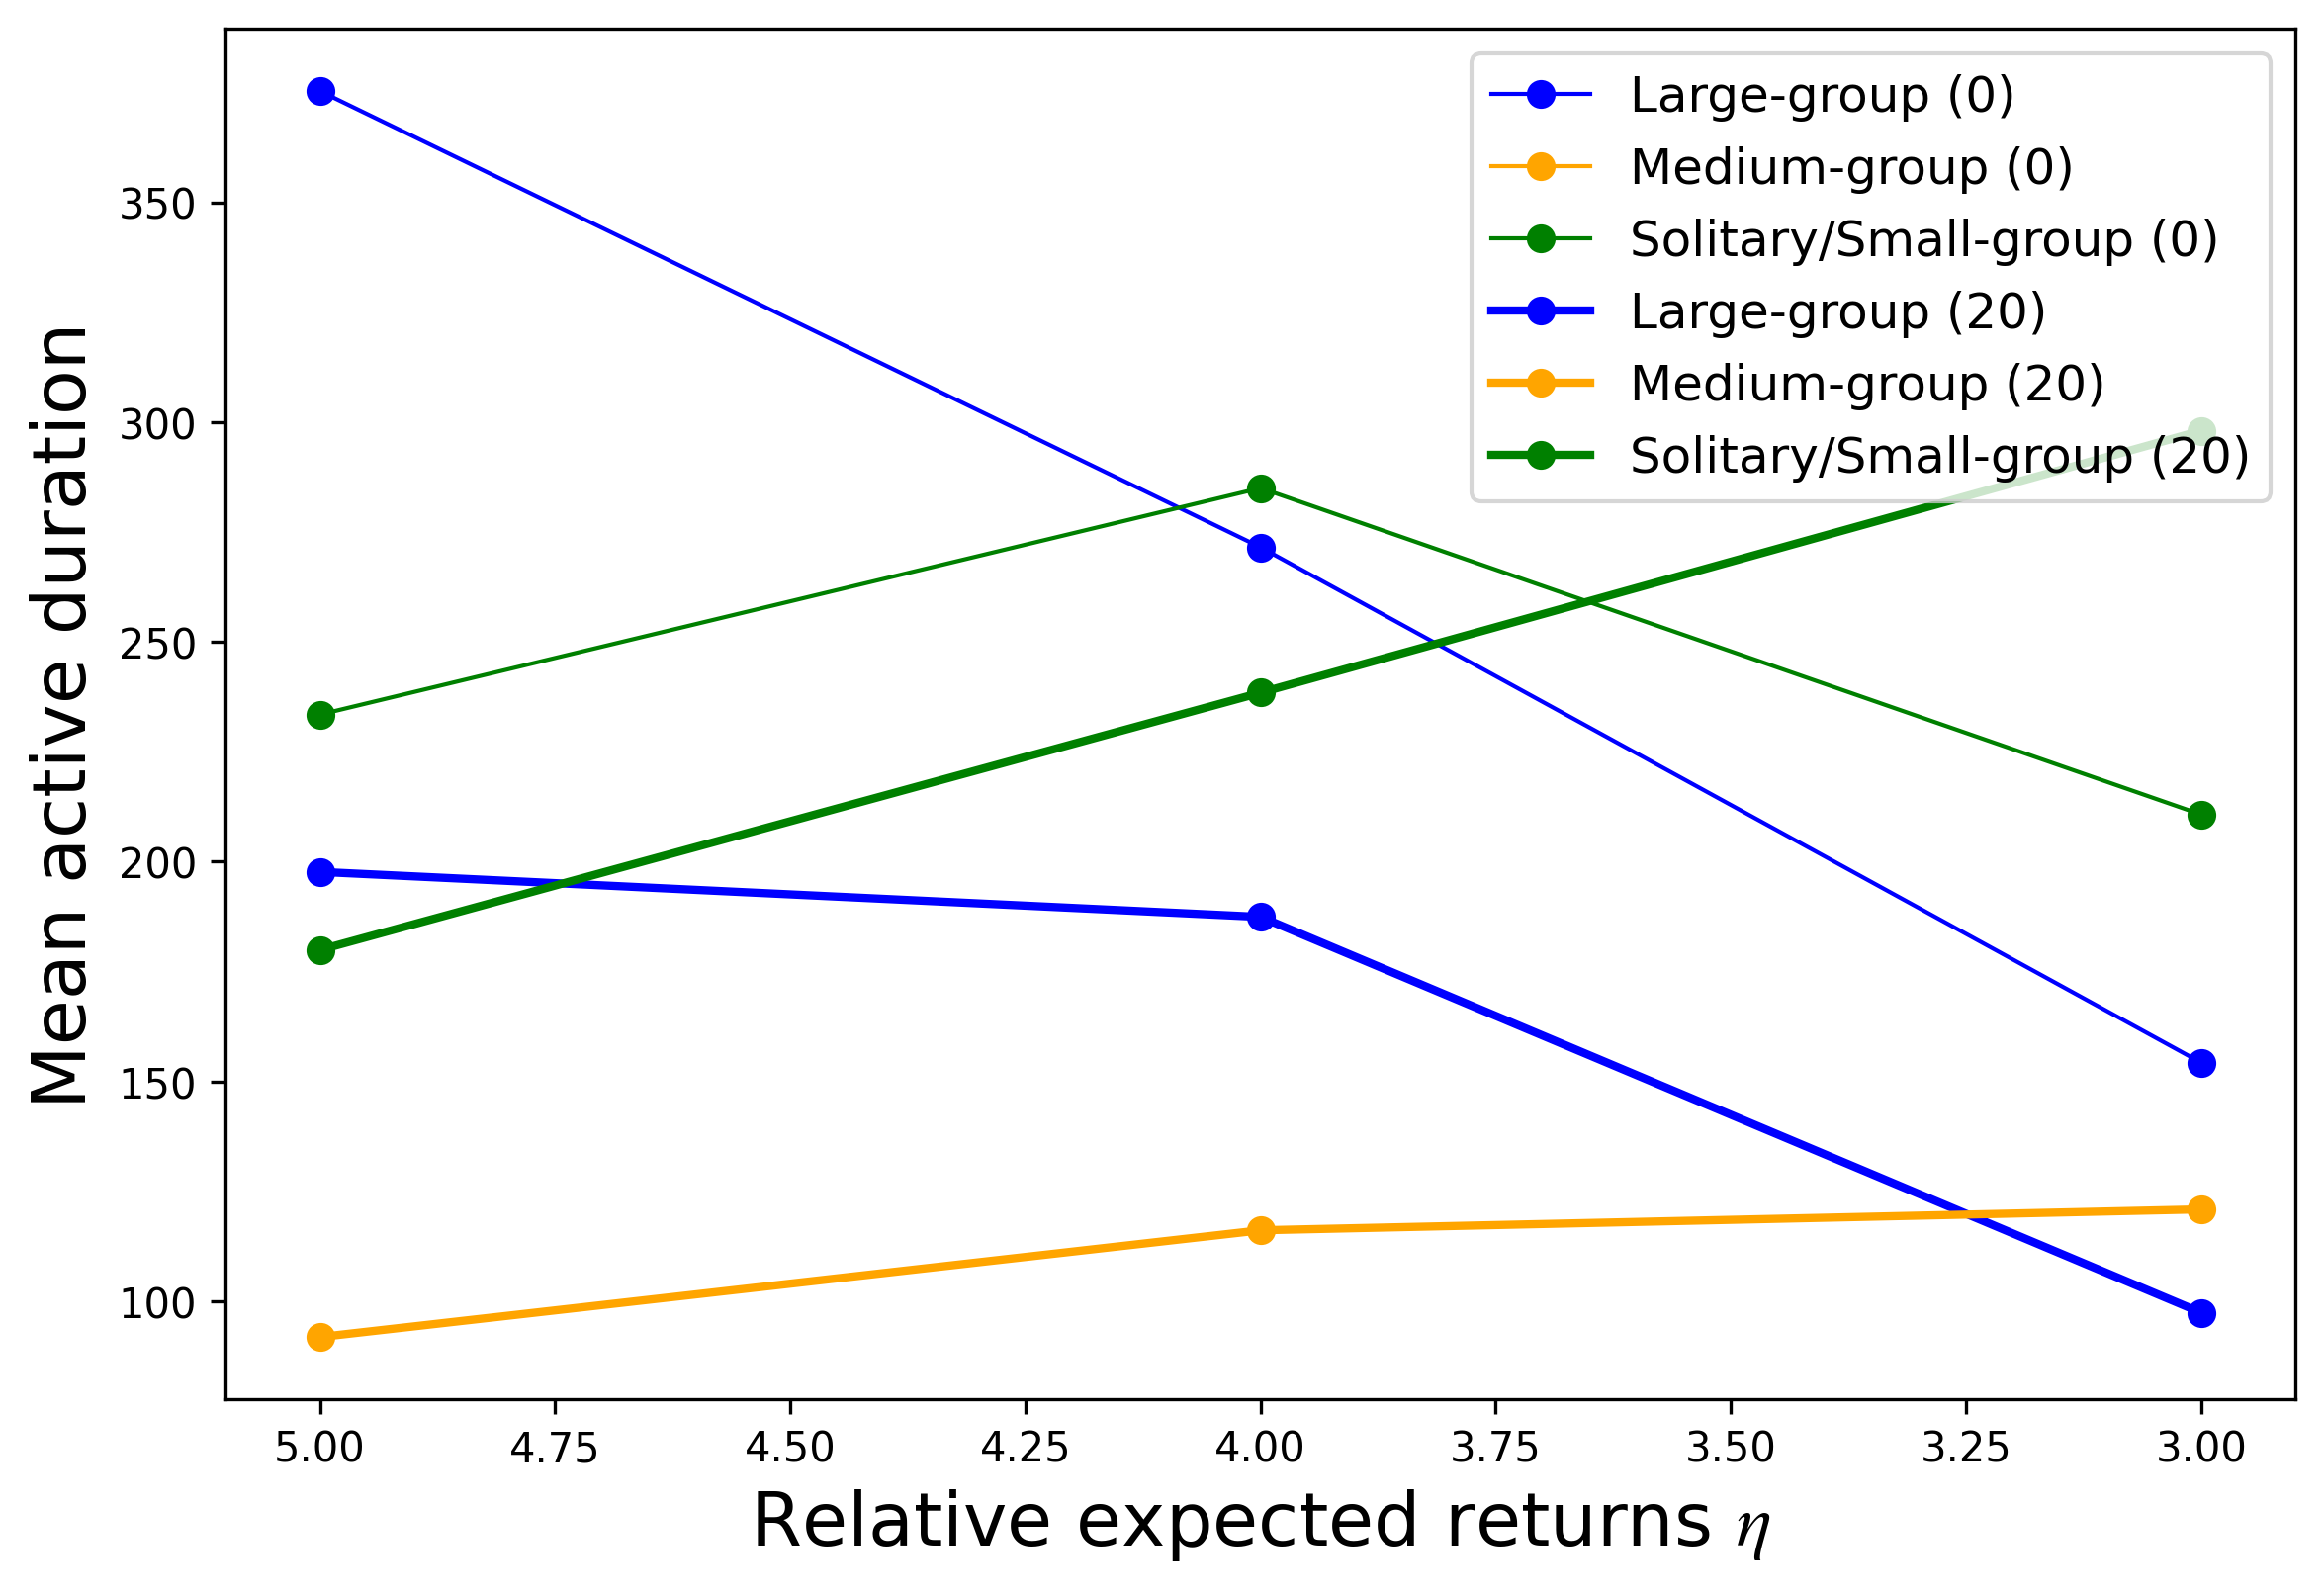 Large-group (0)
Medium-group (0)
Solitary/Small-group (0)
Large-group (20)
Medium-group (20)
Solitary/Small-group (20)
Mean active duration
350
300
250
200
150
100
5.00 4.75 4.50 4.25 4.00 3.75 3.50 3.25 3.00
Relative expected returns η